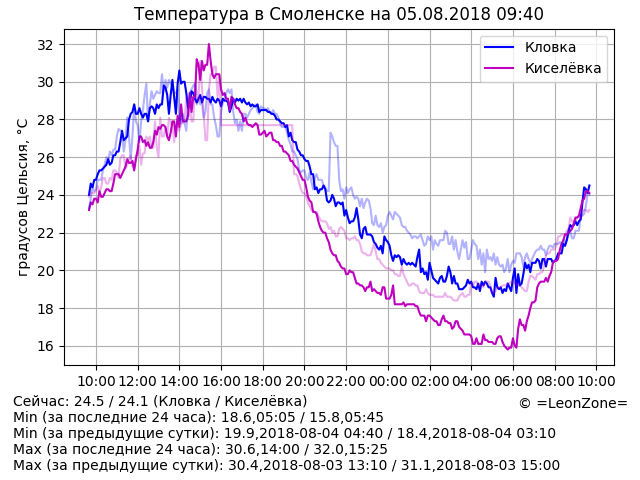 Температура в Смоленске на 05.08.2018 09:40
Кловка
Киселёвка
градусов Цельсия, °C
32
30
28
26
24
22
20
18
16
10:00 12:00 14:00 16:00 18:00 20:00 22:00 00:00 02:00 04:00 06:00 08:00 10:00
Сейчас: 24.5 / 24.1 (Кловка / Киселёвка)
© =LeonZone=
Min (за последние 24 часа): 18.6,05:05 / 15.8,05:45
Min (за предыдущие сутки): 19.9,2018-08-04 04:40 / 18.4,2018-08-04 03:10
Max (за последние 24 часа): 30.6,14:00 / 32.0,15:25
Max (за предыдущие сутки): 30.4,2018-08-03 13:10 / 31.1,2018-08-03 15:00